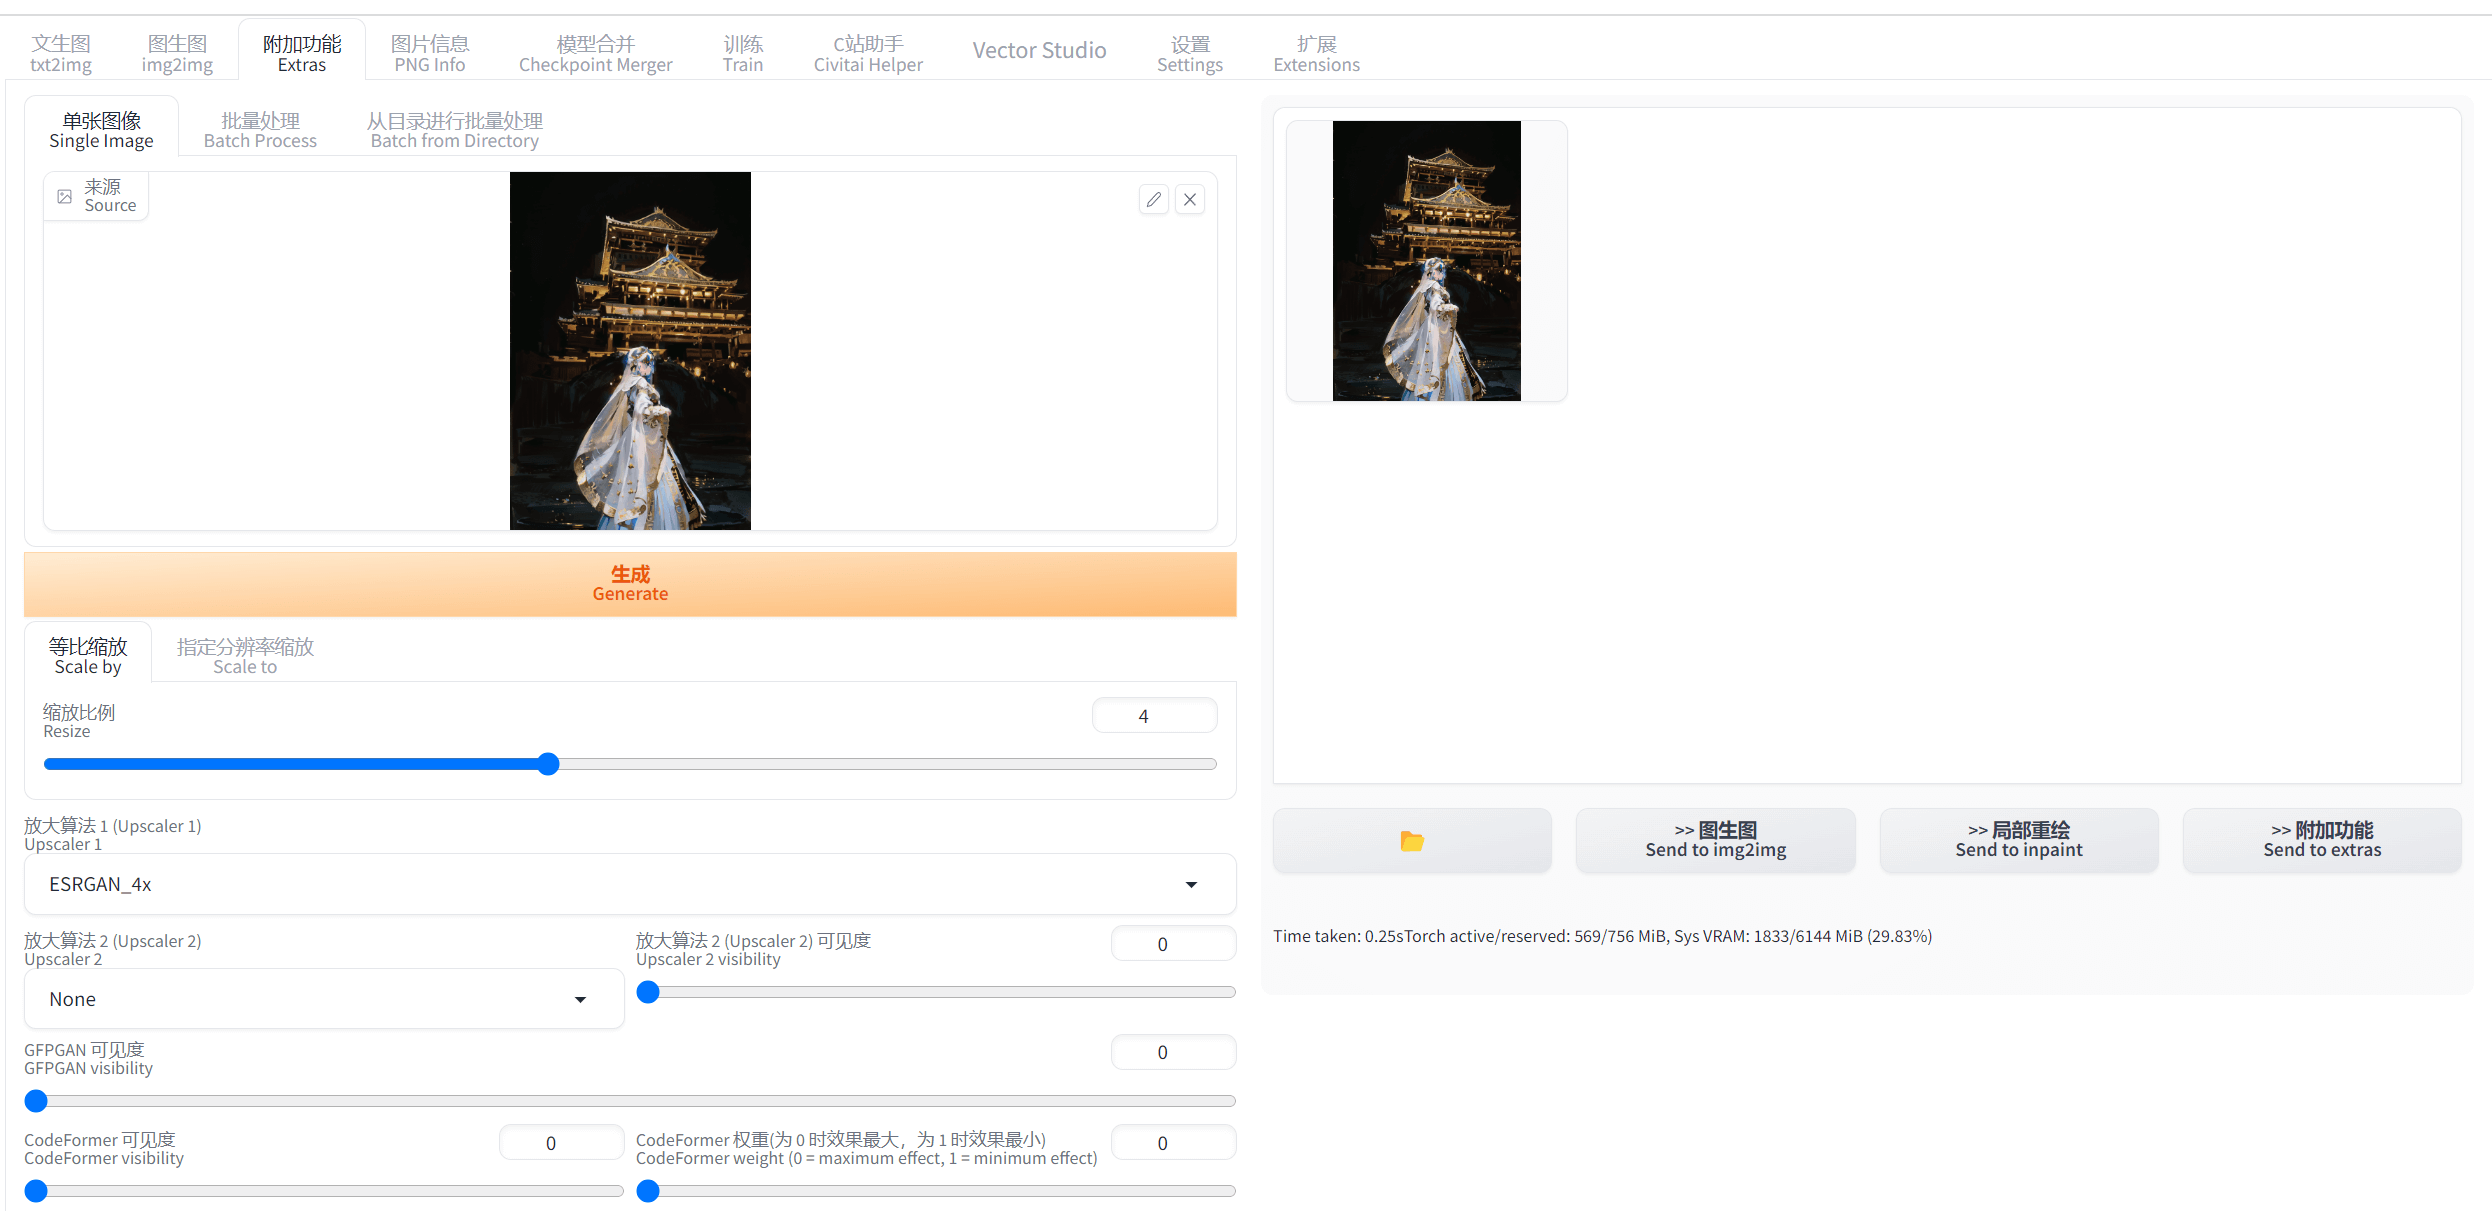 文生图
txt2img
图生图
img2img
附加功能
Extras
图片信息
PNG Info
模型合并
Checkpoint Merger
训练
Train
C站助手
Civitai Helper
Vector Studio
设置
Settings
扩展
Extensions
单张图像
Single Image
批量处理
Batch Process
从目录进行批量处理
Batch from Directory
来源
Source
生成
Generate
等比缩放
Scale by
指定分辨率缩放
Scale to
缩放比例
Resize
4
放大算法 1 (Upscaler 1)
Upscaler 1
ESRGAN_4x
放大算法 2 (Upscaler 2)
Upscaler 2
None
放大算法 2 (Upscaler 2) 可见度
Upscaler 2 visibility
0
GFPGAN 可见度
GFPGAN visibility
0
CodeFormer 可见度
CodeFormer visibility
0
CodeFormer 权重(为 0 时效果最大，为 1 时效果最小)
CodeFormer weight (0 = maximum effect, 1 = minimum effect)
0
>> 图生图
Send to img2img
>> 局部重绘
Send to inpaint
>> 附加功能
Send to extras
Time taken: 0.25sTorch active/reserved: 569/756 MiB, Sys VRAM: 1833/6144 MiB (29.83%)